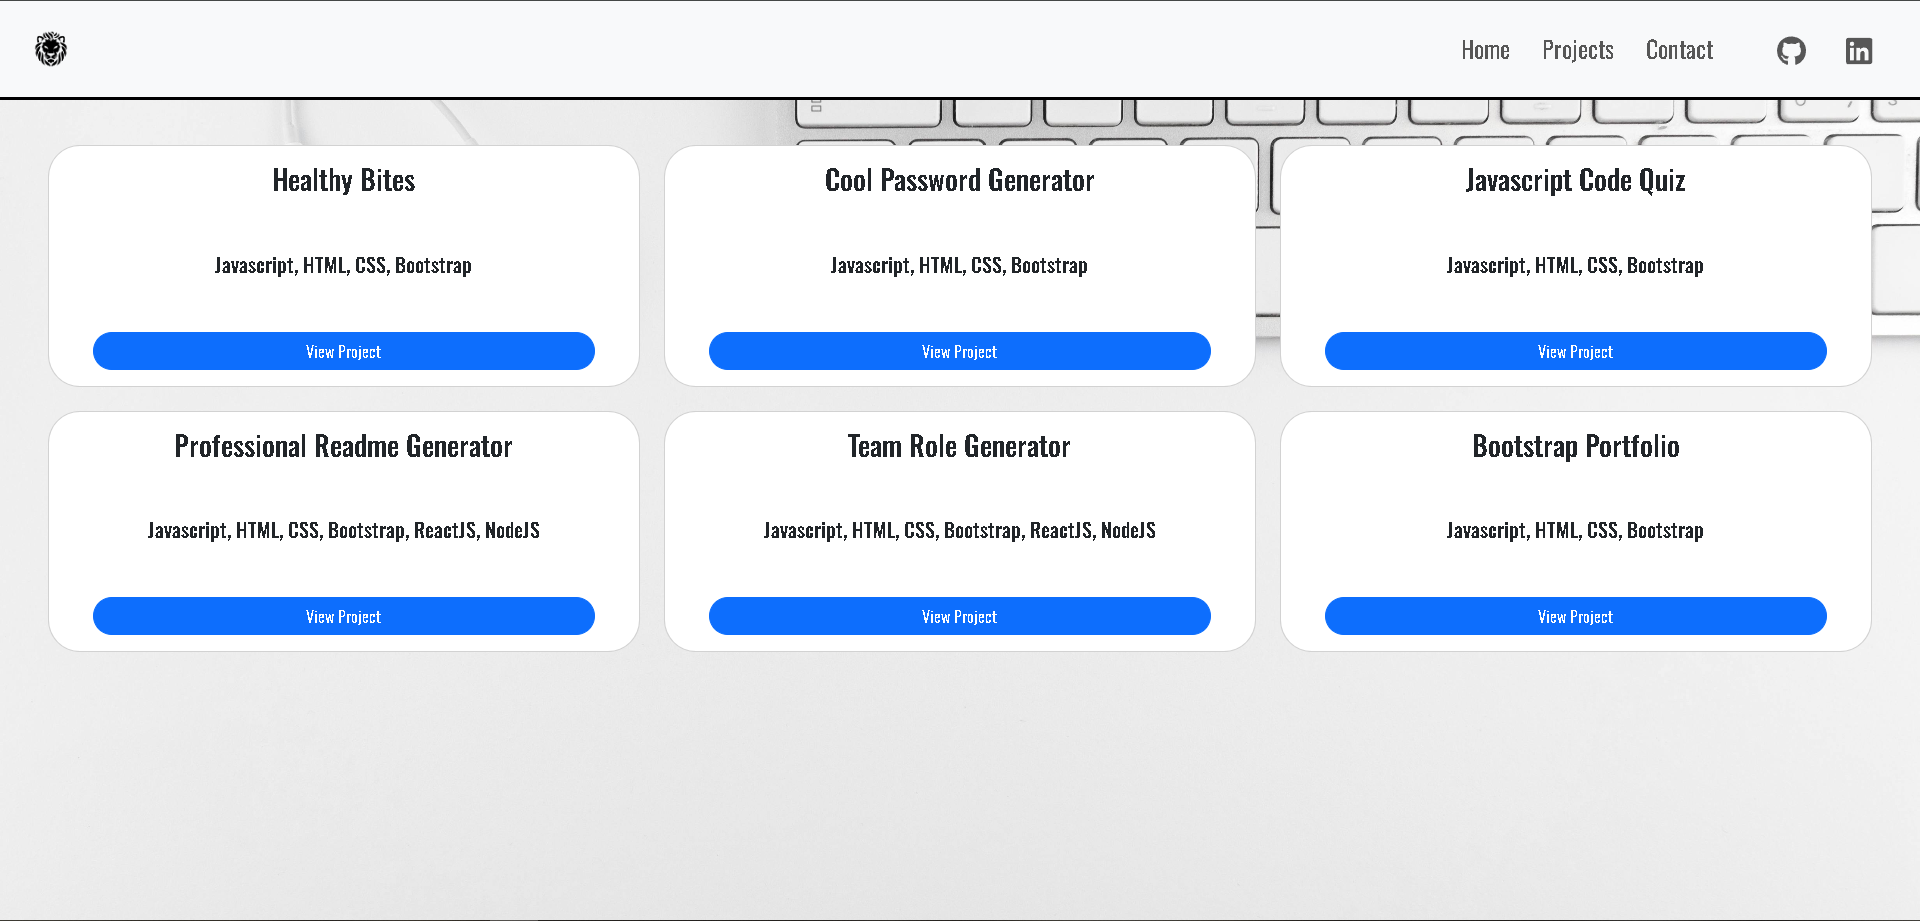 Home Projects Contact
Healthy Bites
Javascript, HTML, CSS, Bootstrap
View Project
Cool Password Generator
Javascript, HTML, CSS, Bootstrap
View Project
Javascript Code Quiz
Javascript, HTML, CSS, Bootstrap
View Project
Professional Readme Generator
Javascript, HTML, CSS, Bootstrap, ReactJS, NodeJS
View Project
Team Role Generator
Javascript, HTML, CSS, Bootstrap, ReactJS, NodeJS
View Project
Bootstrap Portfolio
Javascript, HTML, CSS, Bootstrap
View Project